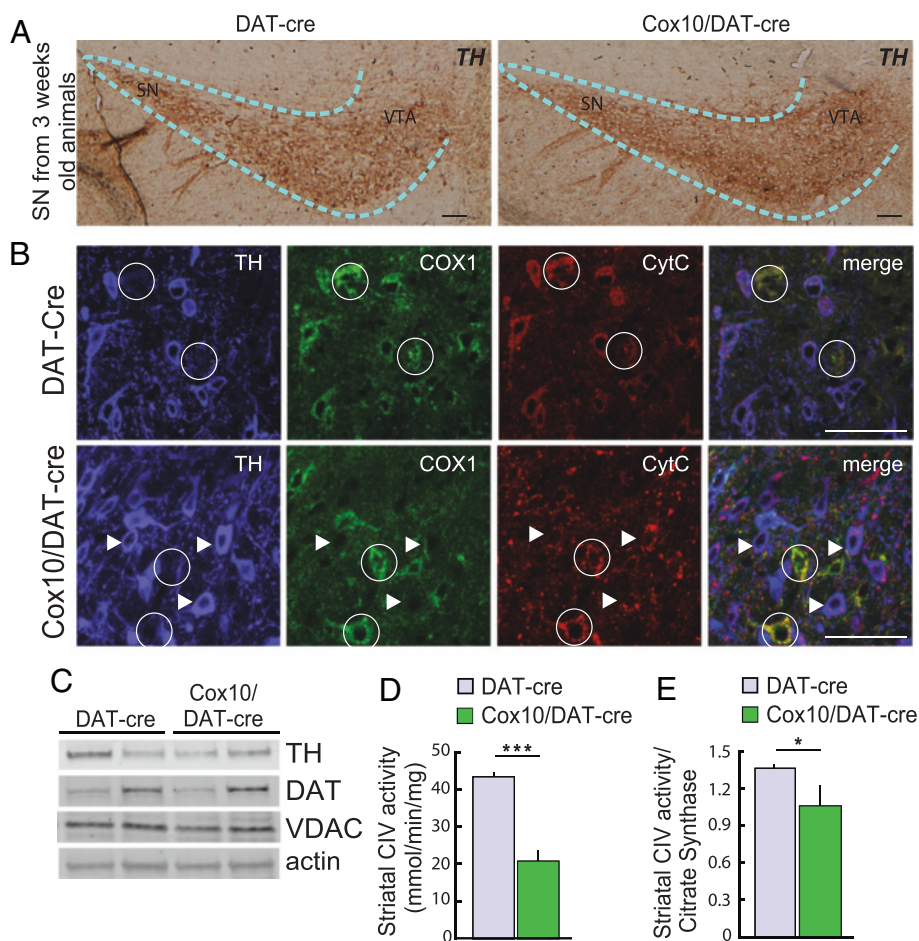 A
DAT-cre
Cox10/DAT-cre
SN from 3 weeks
old animals
SN
VTA
TH
SN
VTA
TH
B
DAT-Cre
TH
COX1
CytC
merge
Cox10/DAT-cre
TH
COX1
CytC
merge
C
DAT-cre
Cox10/
DAT-cre
TH
DAT
VDAC
actin
D
DAT-cre
Cox10/DAT-cre
Striatal CIV activity
(mmol/min/mg)
50
40
30
20
10
0
***
E
DAT-cre
Cox10/DAT-cre
Striatal CIV activity/
Citrate Synthase
1.5
1.2
0.9
0.6
1.3
0
*